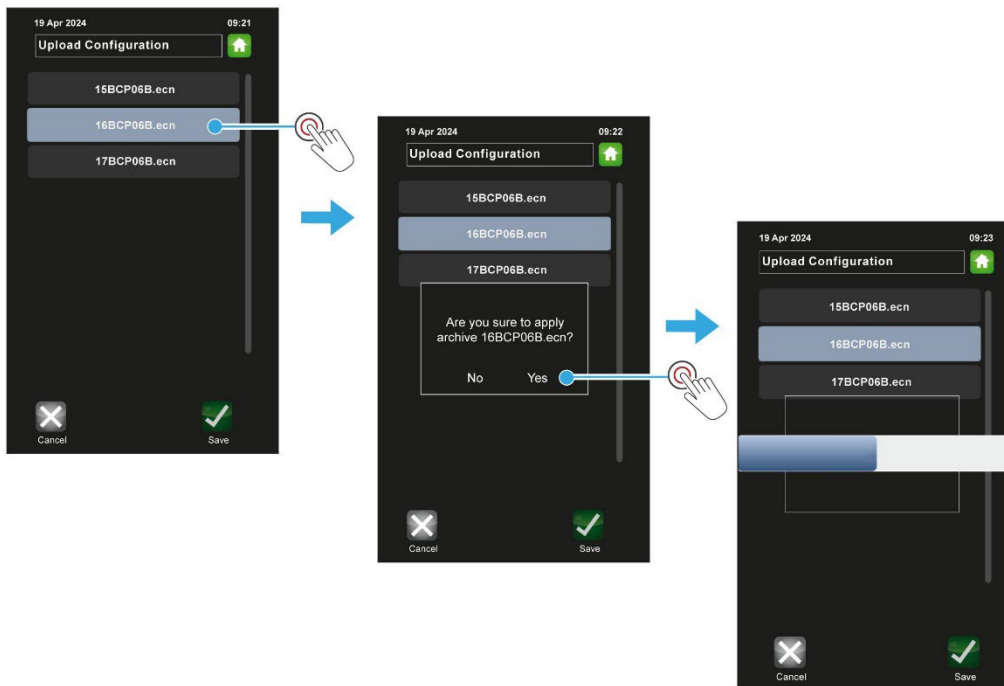 19 Apr 2024 09:21
Upload Configuration
15BCP06B.ecn
16BCP06B.ecn
17BCP06B.ecn
Cancel Save
19 Apr 2024 09:22
Upload Configuration
15BCP06B.ecn
16BCP06B.ecn
17BCP06B.ecn
Are you sure to apply
archive 16BCP06B.ecn?
No Yes
Cancel Save
19 Apr 2024 09:23
Upload Configuration
15BCP06B.ecn
16BCP06B.ecn
17BCP06B.ecn
Cancel Save